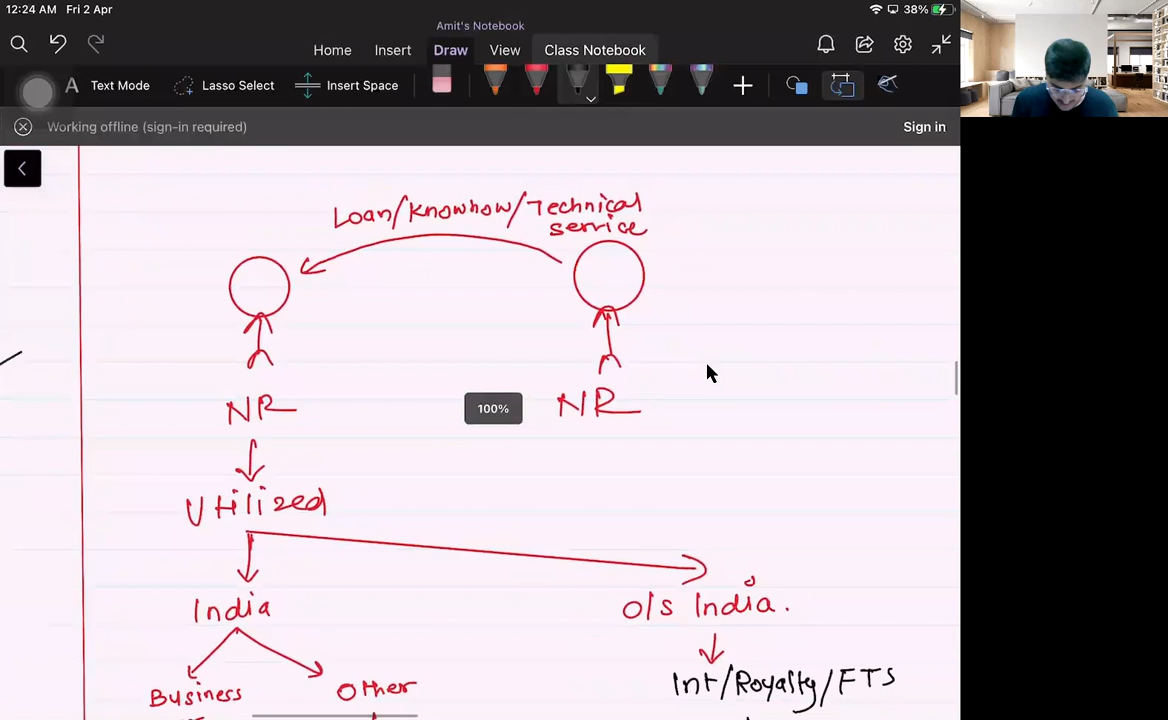 12:24 AM Fri 2 Apr
38%
Amit's Notebook
Home Insert Draw View Class Notebook
A Text Mode Lasso Select Insert Space
Working offline (sign-in required) Sign in
Loan/Knowhow/Technical
service
NR NR
100%
Utilized
India
O/s India.
Business Other
Int/Royalty/FTS